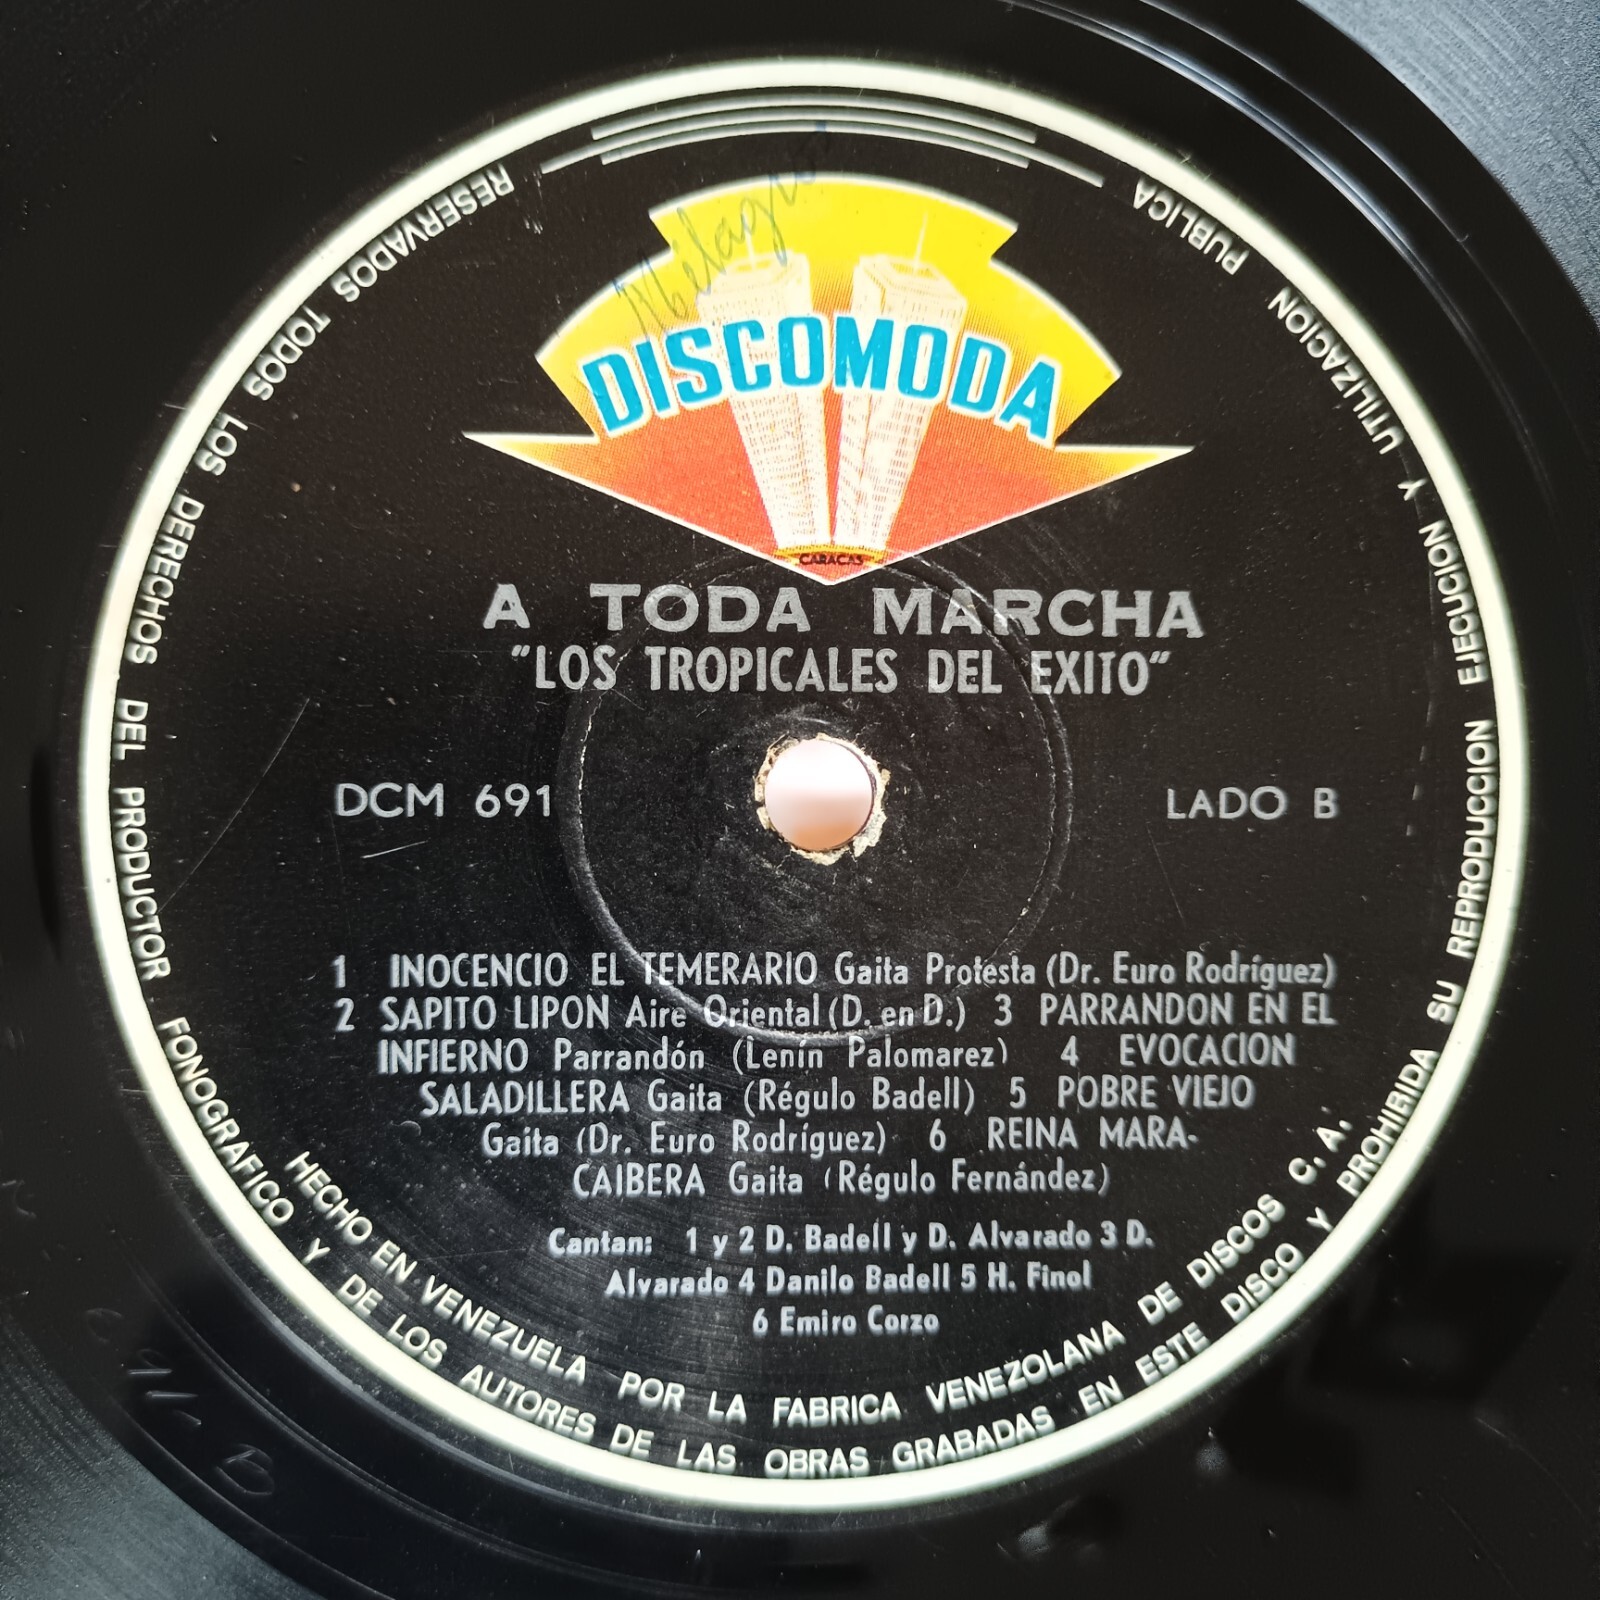 Milagros
DISCOMODA
CARACAS
A TODA MARCHA
"LOS TROPICALES DEL EXITO"
DCM 691
LADO B
1 INOCENCIO EL TEMERARIO Gaita Protesta (Dr. Euro Rodríguez)
2 SAPITO LIPON Aire Oriental (D. en D.) 3 PARRANDON EN EL
INFIERNO Parrandón (Lenín Palomarez) 4 EVOCACION
SALADILLERA Gaita (Régulo Badell) 5 POBRE VIEJO
Gaita (Dr. Euro Rodríguez) 6 REINA MARA-
CAIBERA Gaita (Régulo Fernández)
Cantan: 1 y 2 D. Badell y D. Alvarado 3 D.
Alvarado 4 Danilo Badell 5 H. Finol
6 Emiro Corzo
HECHO EN VENEZUELA POR LA FABRICA VENEZOLANA DE DISCOS C. A.
RESERVADOS TODOS LOS DERECHOS DEL PRODUCTOR FONOGRAFICO Y DE LOS AUTORES DE LAS OBRAS GRABADAS EN ESTE DISCO Y PROHIBIDA SU REPRODUCCION EJECUCION Y UTILIZACION PUBLICA